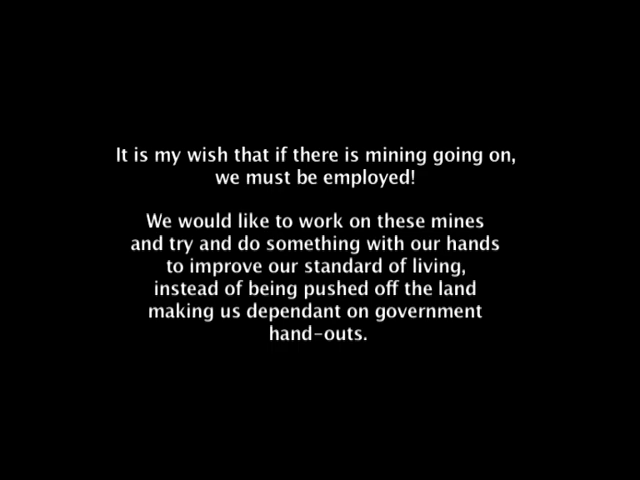 It is my wish that if there is mining going on,
we must be employed!
We would like to work on these mines
and try and do something with our hands
to improve our standard of living,
instead of being pushed off the land
making us dependant on government
hand-outs.